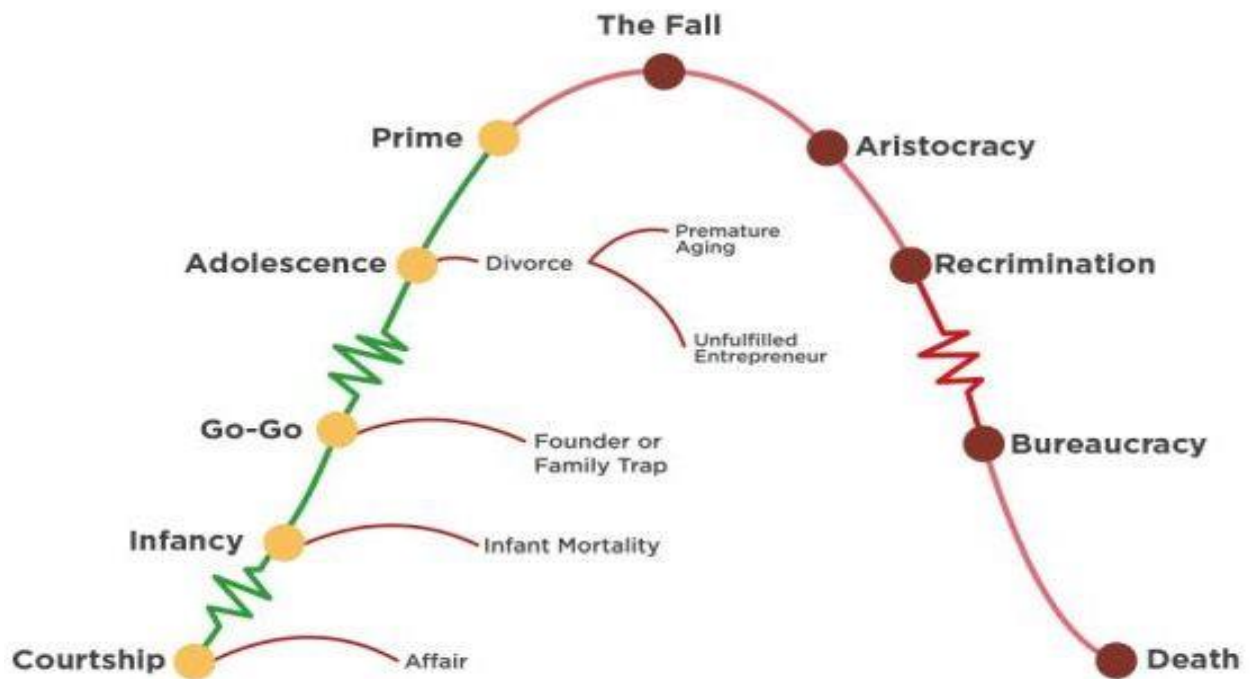 The Fall
Prime
Aristocracy
Adolescence
Divorce
Premature
Aging
Recrimination
Unfulfilled
Entrepreneur
Go-Go
Founder or
Family Trap
Bureaucracy
Infancy
Infant Mortality
Courtship
Affair
Death